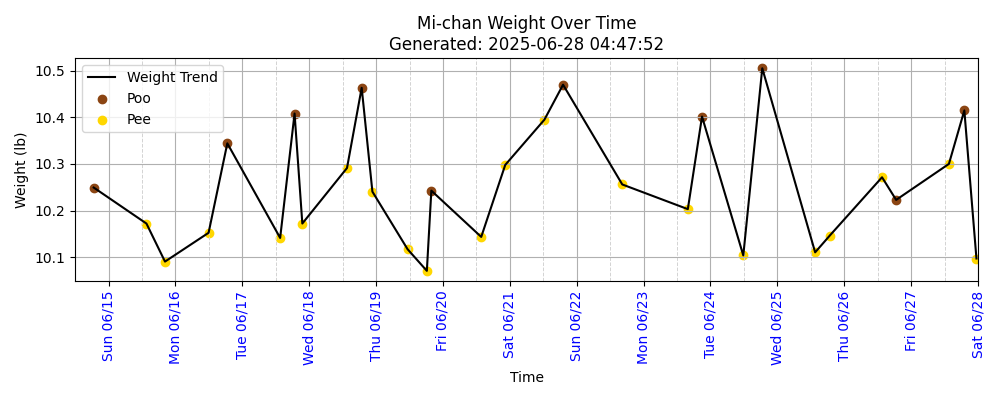 Mi-chan Weight Over Time
Generated: 2025-06-28 04:47:52
Weight Trend
Poo
Pee
Weight (lb)
10.5
10.4
10.3
10.2
10.1
Sun 06/15
Mon 06/16
Tue 06/17
Wed 06/18
Thu 06/19
Fri 06/20
Sat 06/21
Sun 06/22
Mon 06/23
Tue 06/24
Wed 06/25
Thu 06/26
Fri 06/27
Sat 06/28
Time